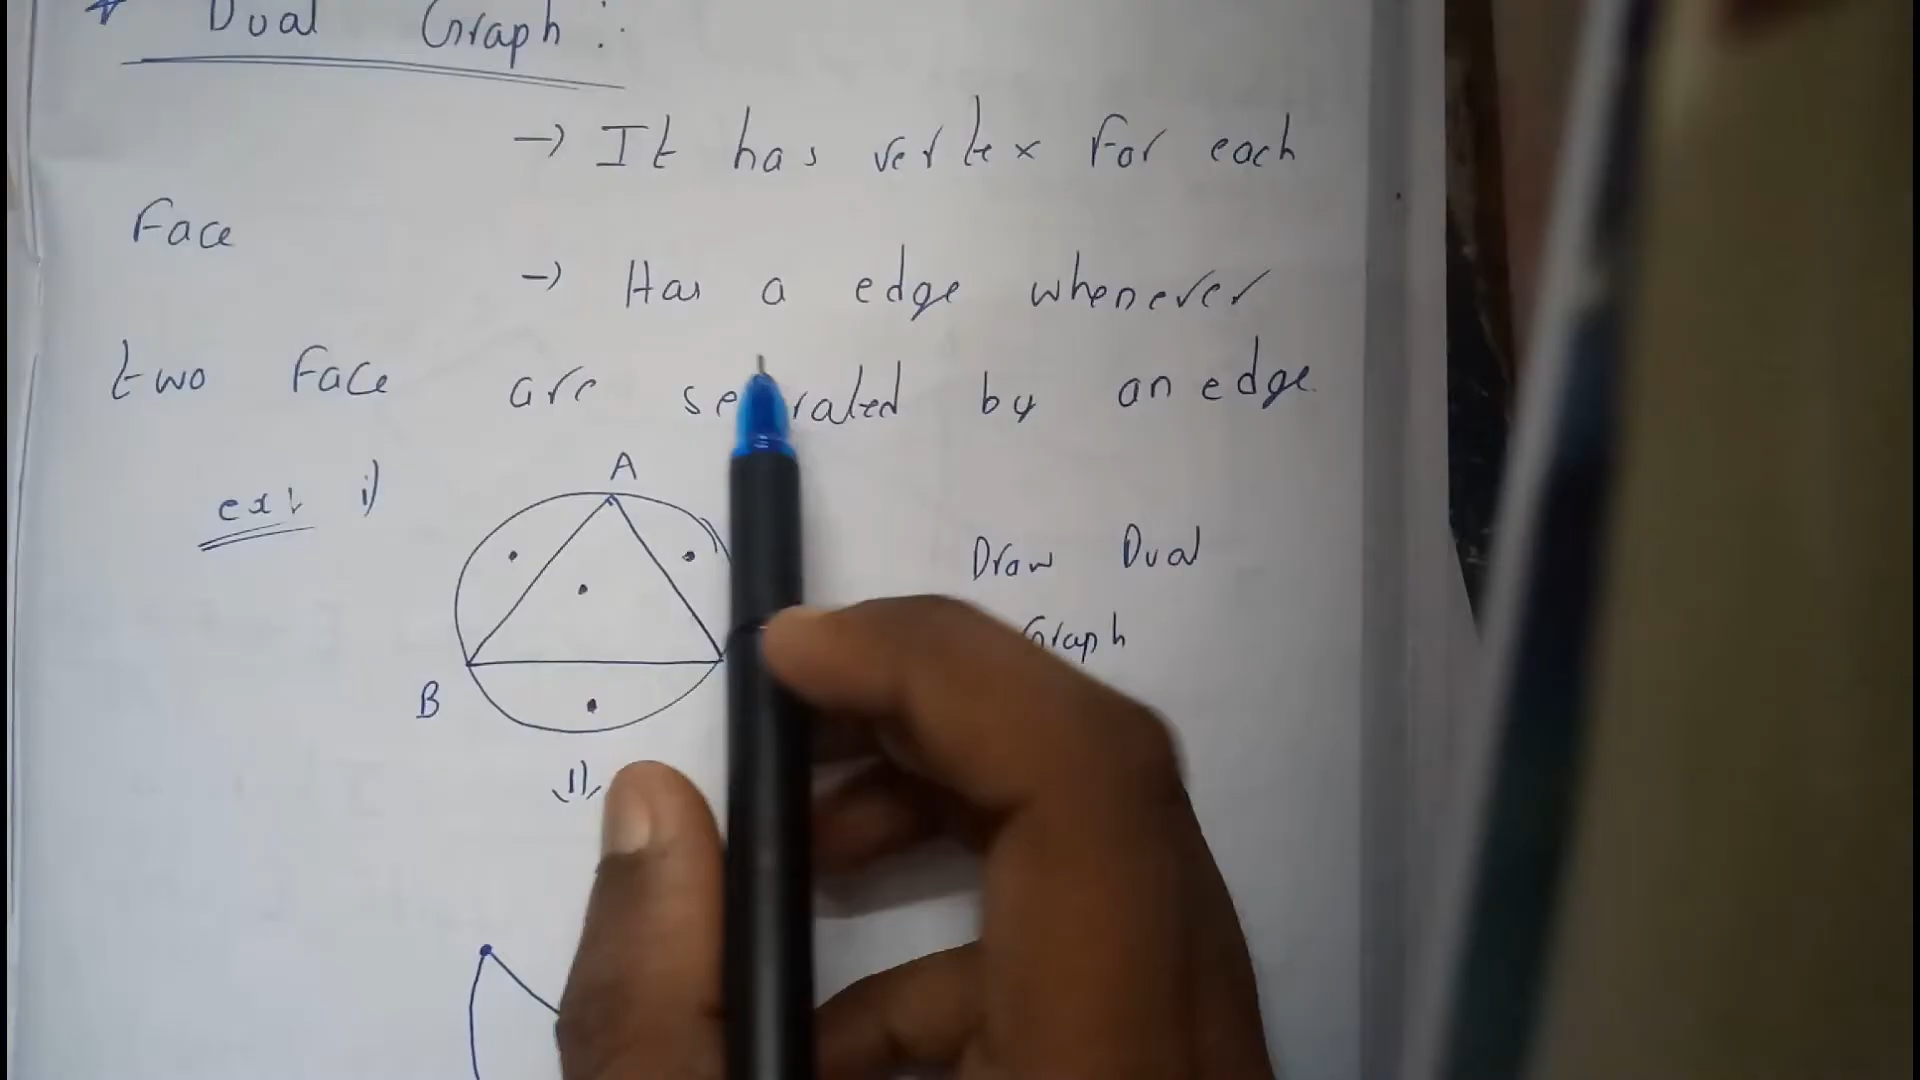 Dual Graph :
→ It has vertex for each
Face
→ Has a edge whenever
two Face are separated by an edge
ex: i)
A
Draw Dual
Graph
B